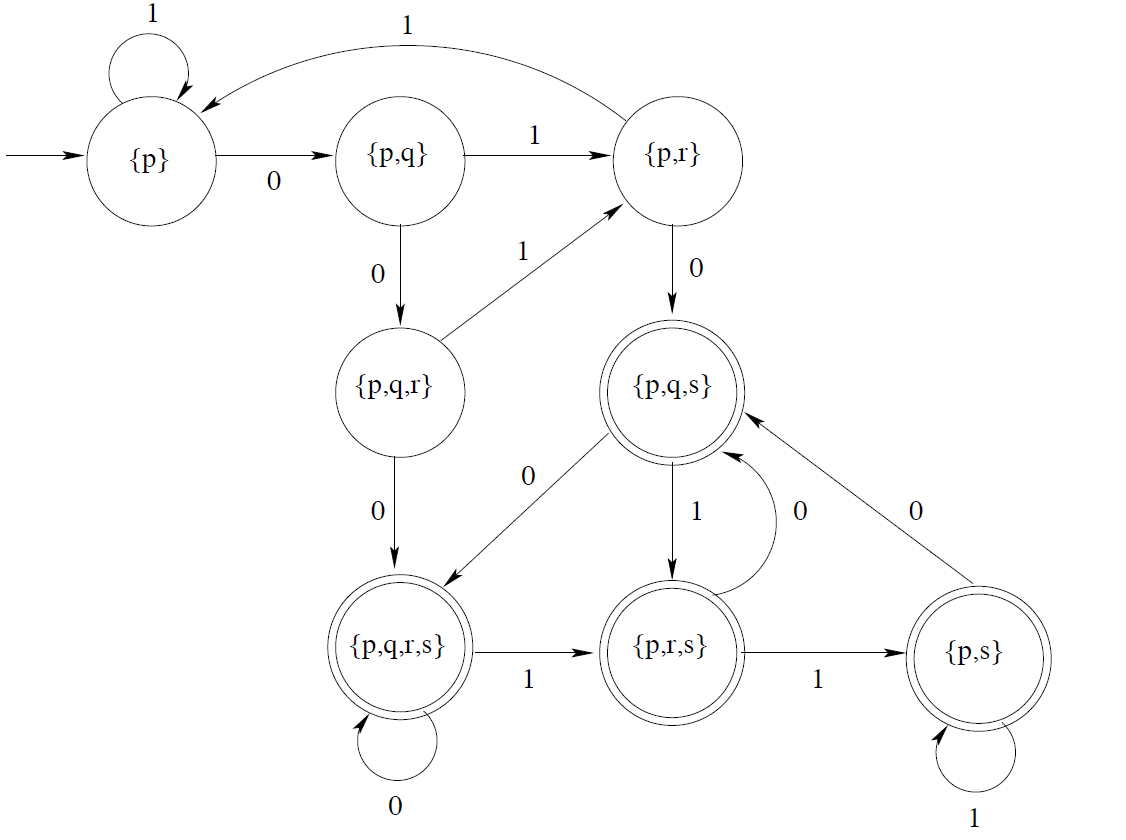 1
1
{p}
0
{p,q}
1
{p,r}
0
1
0
{p,q,r}
{p,q,s}
0
0
1
0
0
{p,q,r,s}
1
{p,r,s}
1
{p,s}
0
1